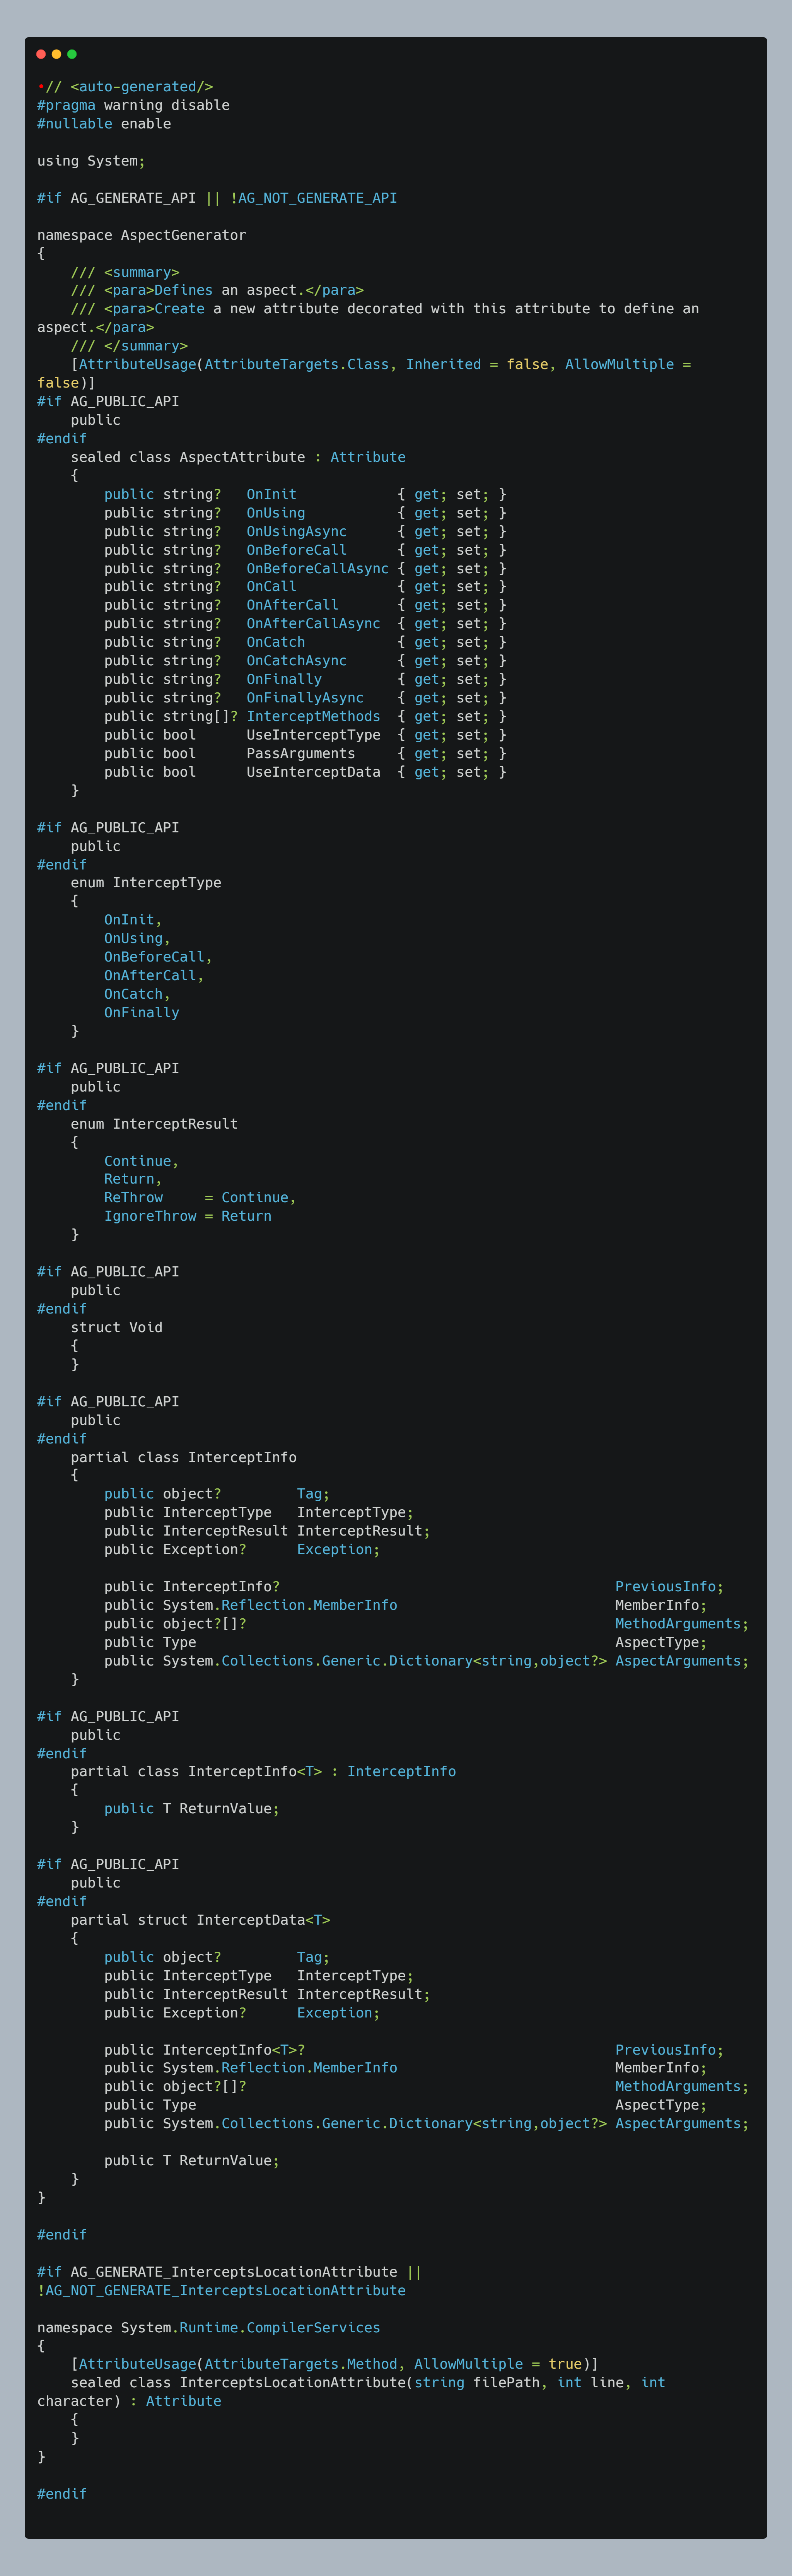 •// <auto-generated/>
#pragma warning disable
#nullable enable

using System;

#if AG_GENERATE_API || !AG_NOT_GENERATE_API

namespace AspectGenerator
{
    /// <summary>
    /// <para>Defines an aspect.</para>
    /// <para>Create a new attribute decorated with this attribute to define an
aspect.</para>
    /// </summary>
    [AttributeUsage(AttributeTargets.Class, Inherited = false, AllowMultiple =
false)]
#if AG_PUBLIC_API
    public
#endif
    sealed class AspectAttribute : Attribute
    {
        public string?   OnInit            { get; set; }
        public string?   OnUsing           { get; set; }
        public string?   OnUsingAsync      { get; set; }
        public string?   OnBeforeCall      { get; set; }
        public string?   OnBeforeCallAsync { get; set; }
        public string?   OnCall            { get; set; }
        public string?   OnAfterCall       { get; set; }
        public string?   OnAfterCallAsync  { get; set; }
        public string?   OnCatch           { get; set; }
        public string?   OnCatchAsync      { get; set; }
        public string?   OnFinally         { get; set; }
        public string?   OnFinallyAsync    { get; set; }
        public string[]? InterceptMethods  { get; set; }
        public bool      UseInterceptType  { get; set; }
        public bool      PassArguments     { get; set; }
        public bool      UseInterceptData  { get; set; }
    }

#if AG_PUBLIC_API
    public
#endif
    enum InterceptType
    {
        OnInit,
        OnUsing,
        OnBeforeCall,
        OnAfterCall,
        OnCatch,
        OnFinally
    }

#if AG_PUBLIC_API
    public
#endif
    enum InterceptResult
    {
        Continue,
        Return,
        ReThrow     = Continue,
        IgnoreThrow = Return
    }

#if AG_PUBLIC_API
    public
#endif
    struct Void
    {
    }

#if AG_PUBLIC_API
    public
#endif
    partial class InterceptInfo
    {
        public object?         Tag;
        public InterceptType   InterceptType;
        public InterceptResult InterceptResult;
        public Exception?      Exception;

        public InterceptInfo?                                        PreviousInfo;
        public System.Reflection.MemberInfo                          MemberInfo;
        public object?[]?                                            MethodArguments;
        public Type                                                  AspectType;
        public System.Collections.Generic.Dictionary<string,object?> AspectArguments;
    }

#if AG_PUBLIC_API
    public
#endif
    partial class InterceptInfo<T> : InterceptInfo
    {
        public T ReturnValue;
    }

#if AG_PUBLIC_API
    public
#endif
    partial struct InterceptData<T>
    {
        public object?         Tag;
        public InterceptType   InterceptType;
        public InterceptResult InterceptResult;
        public Exception?      Exception;

        public InterceptInfo<T>?                                     PreviousInfo;
        public System.Reflection.MemberInfo                          MemberInfo;
        public object?[]?                                            MethodArguments;
        public Type                                                  AspectType;
        public System.Collections.Generic.Dictionary<string,object?> AspectArguments;

        public T ReturnValue;
    }
}

#endif

#if AG_GENERATE_InterceptsLocationAttribute ||
!AG_NOT_GENERATE_InterceptsLocationAttribute

namespace System.Runtime.CompilerServices
{
    [AttributeUsage(AttributeTargets.Method, AllowMultiple = true)]
    sealed class InterceptsLocationAttribute(string filePath, int line, int
character) : Attribute
    {
    }
}

#endif